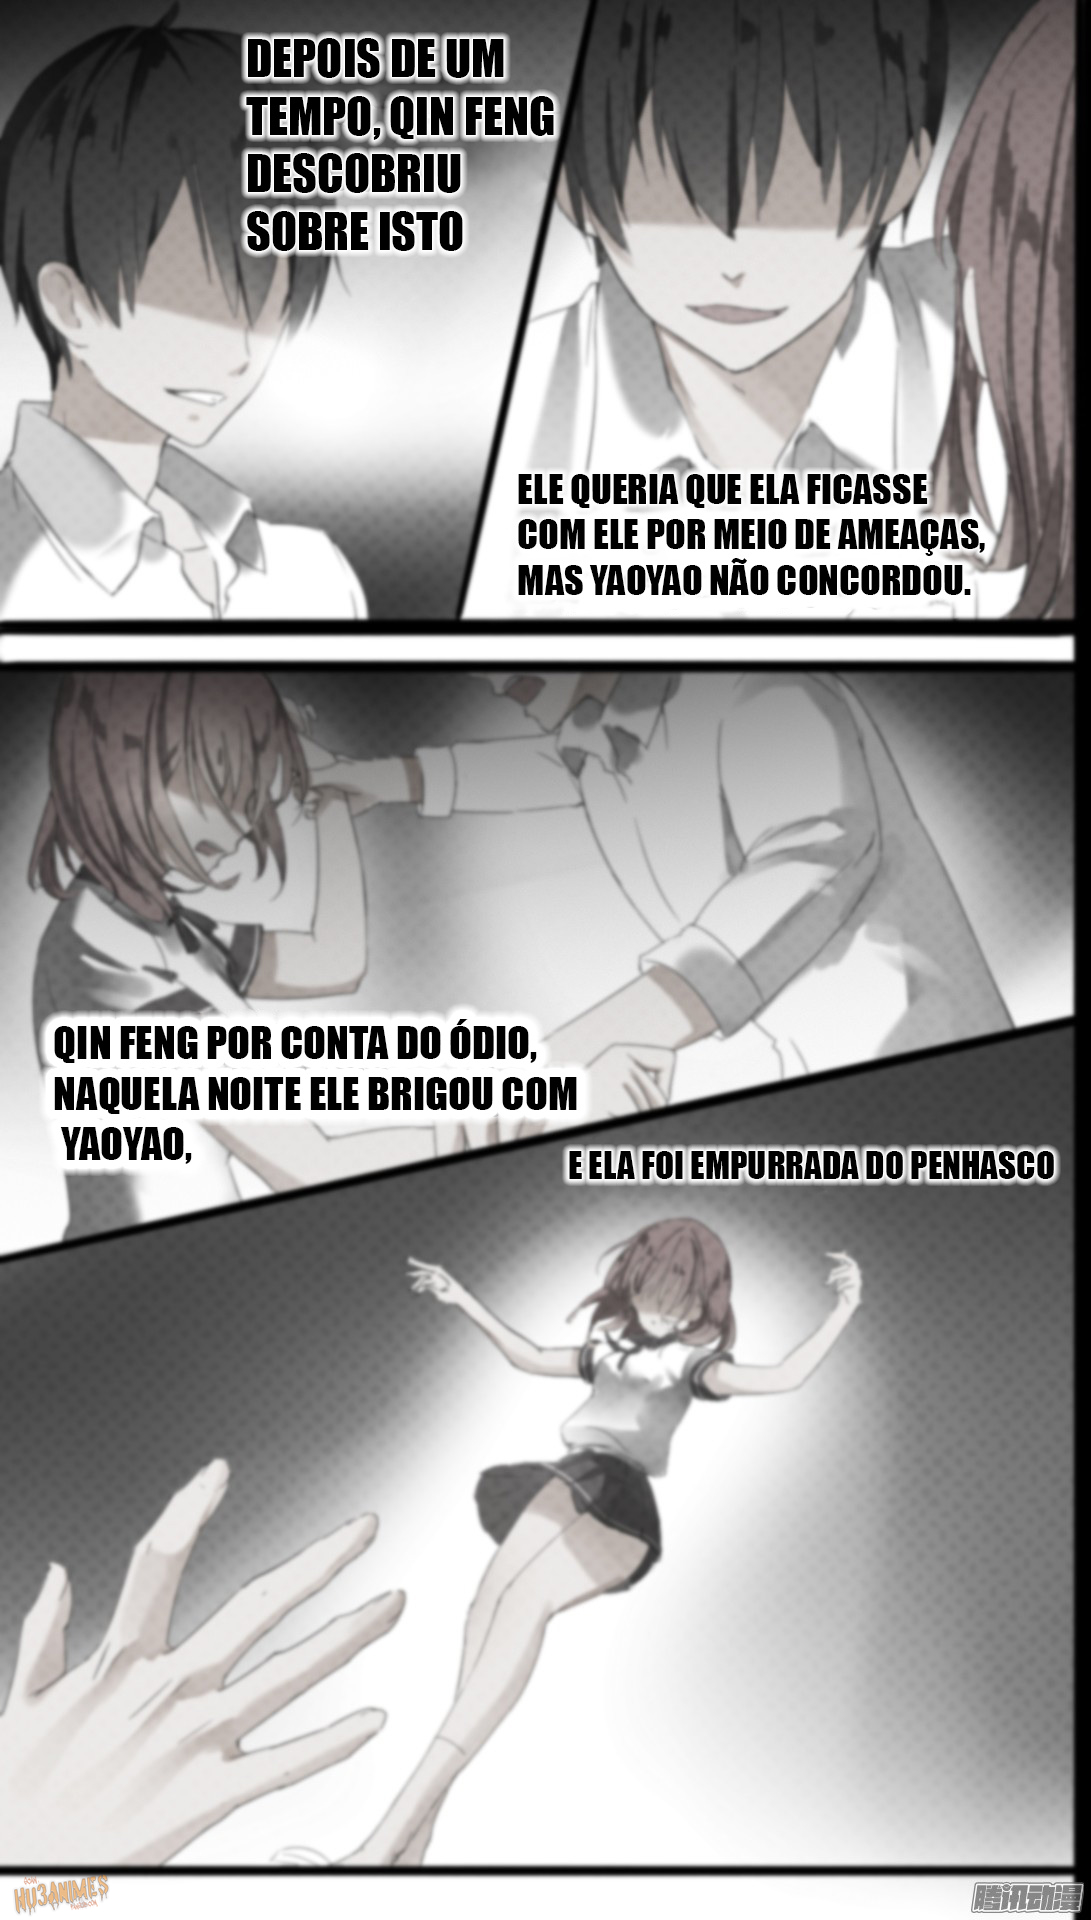 DEPOIS DE UM
TEMPO, QIN FENG
DESCOBRIU
SOBRE ISTO
ELE QUERIA QUE ELA FICASSE
COM ELE POR MEIO DE AMEAÇAS,
MAS YAOYAO NÃO CONCORDOU.
QIN FENG POR CONTA DO ÓDIO,
NAQUELA NOITE ELE BRIGOU COM
YAOYAO,
E ELA FOI EMPURRADA DO PENHASCO
HU3ANIMES
腾讯动漫